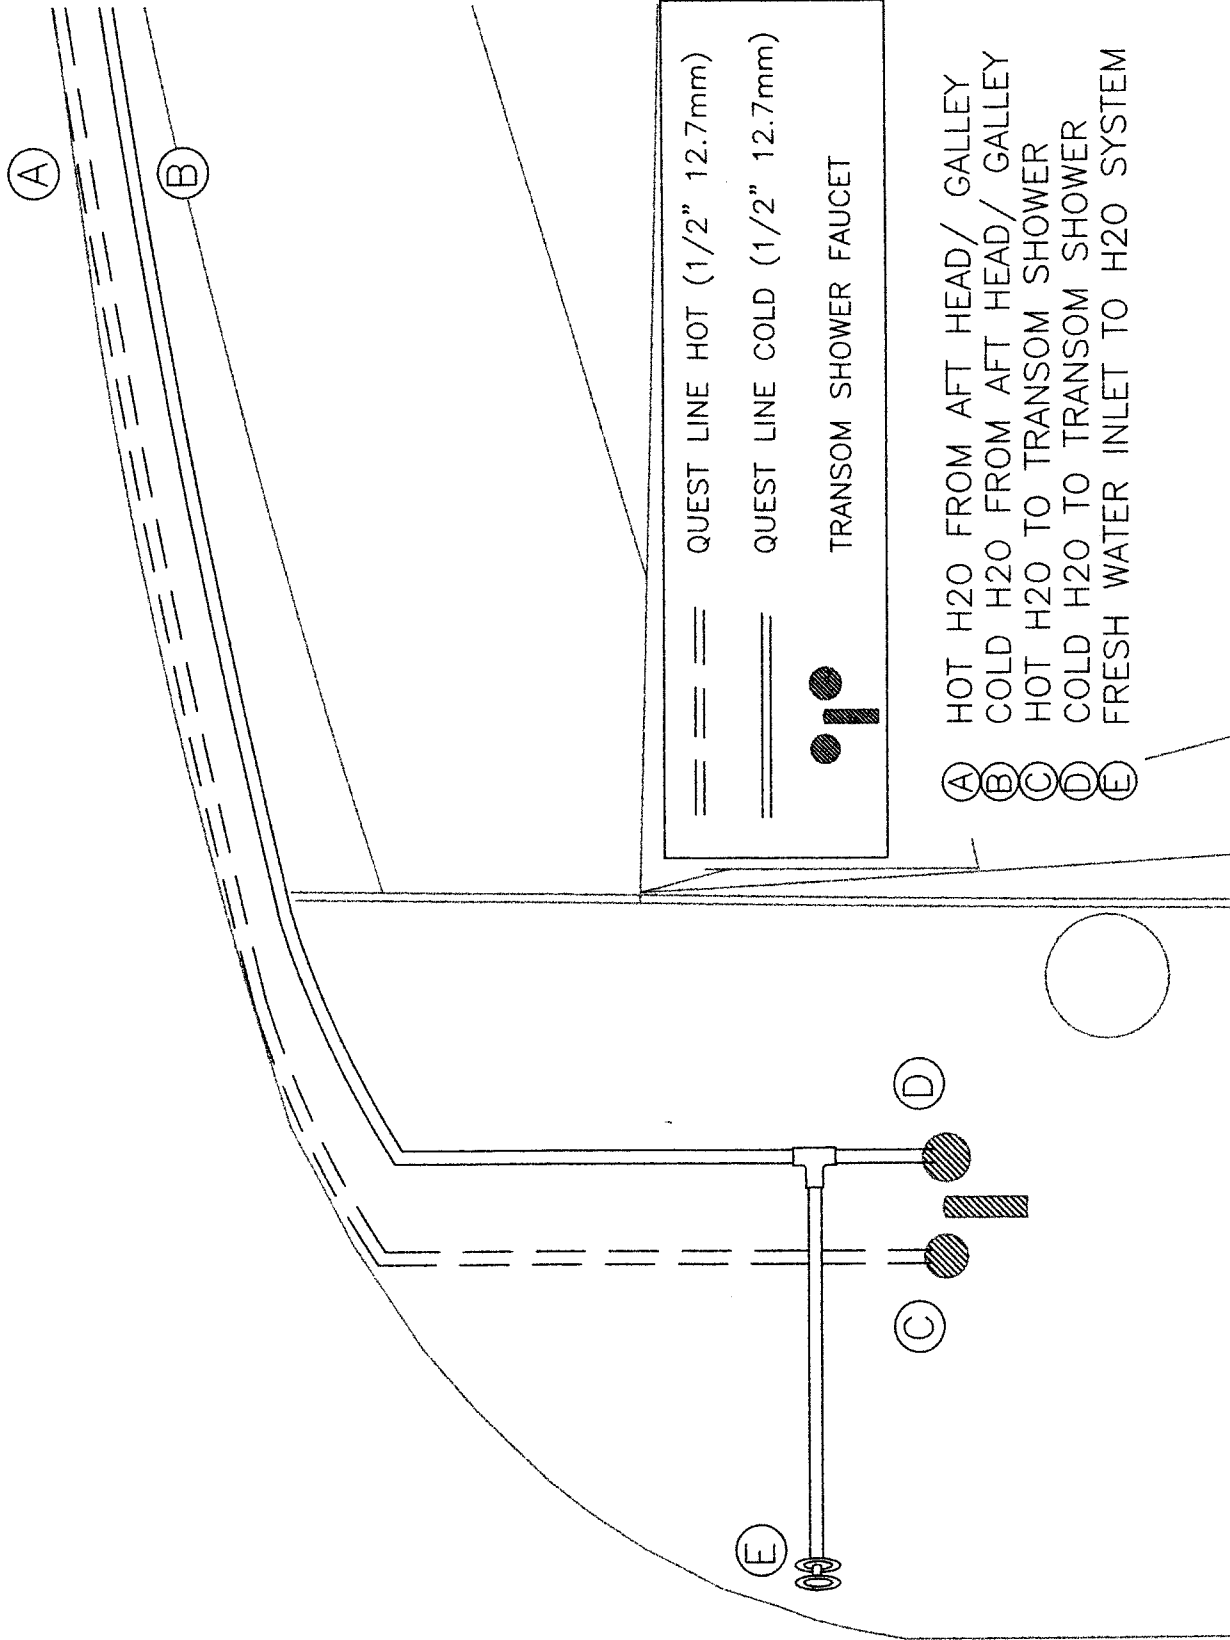 A
B
QUEST LINE HOT (1/2" 12.7mm)
QUEST LINE COLD (1/2" 12.7mm)
TRANSOM SHOWER FAUCET
A HOT H2O FROM AFT HEAD/ GALLEY
B COLD H2O FROM AFT HEAD/ GALLEY
C HOT H2O TO TRANSOM SHOWER
D COLD H2O TO TRANSOM SHOWER
E FRESH WATER INLET TO H2O SYSTEM
D
C
E